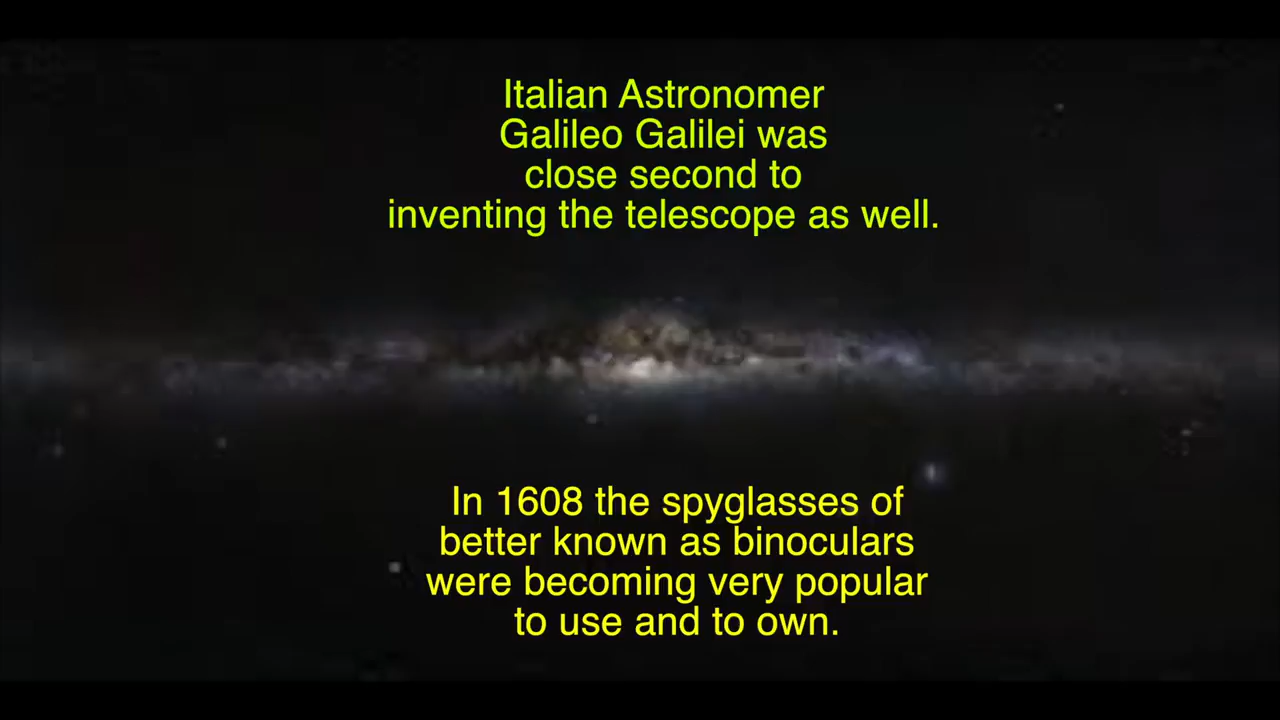 Italian Astronomer
Galileo Galilei was
close second to
inventing the telescope as well.
In 1608 the spyglasses of
better known as binoculars
were becoming very popular
to use and to own.